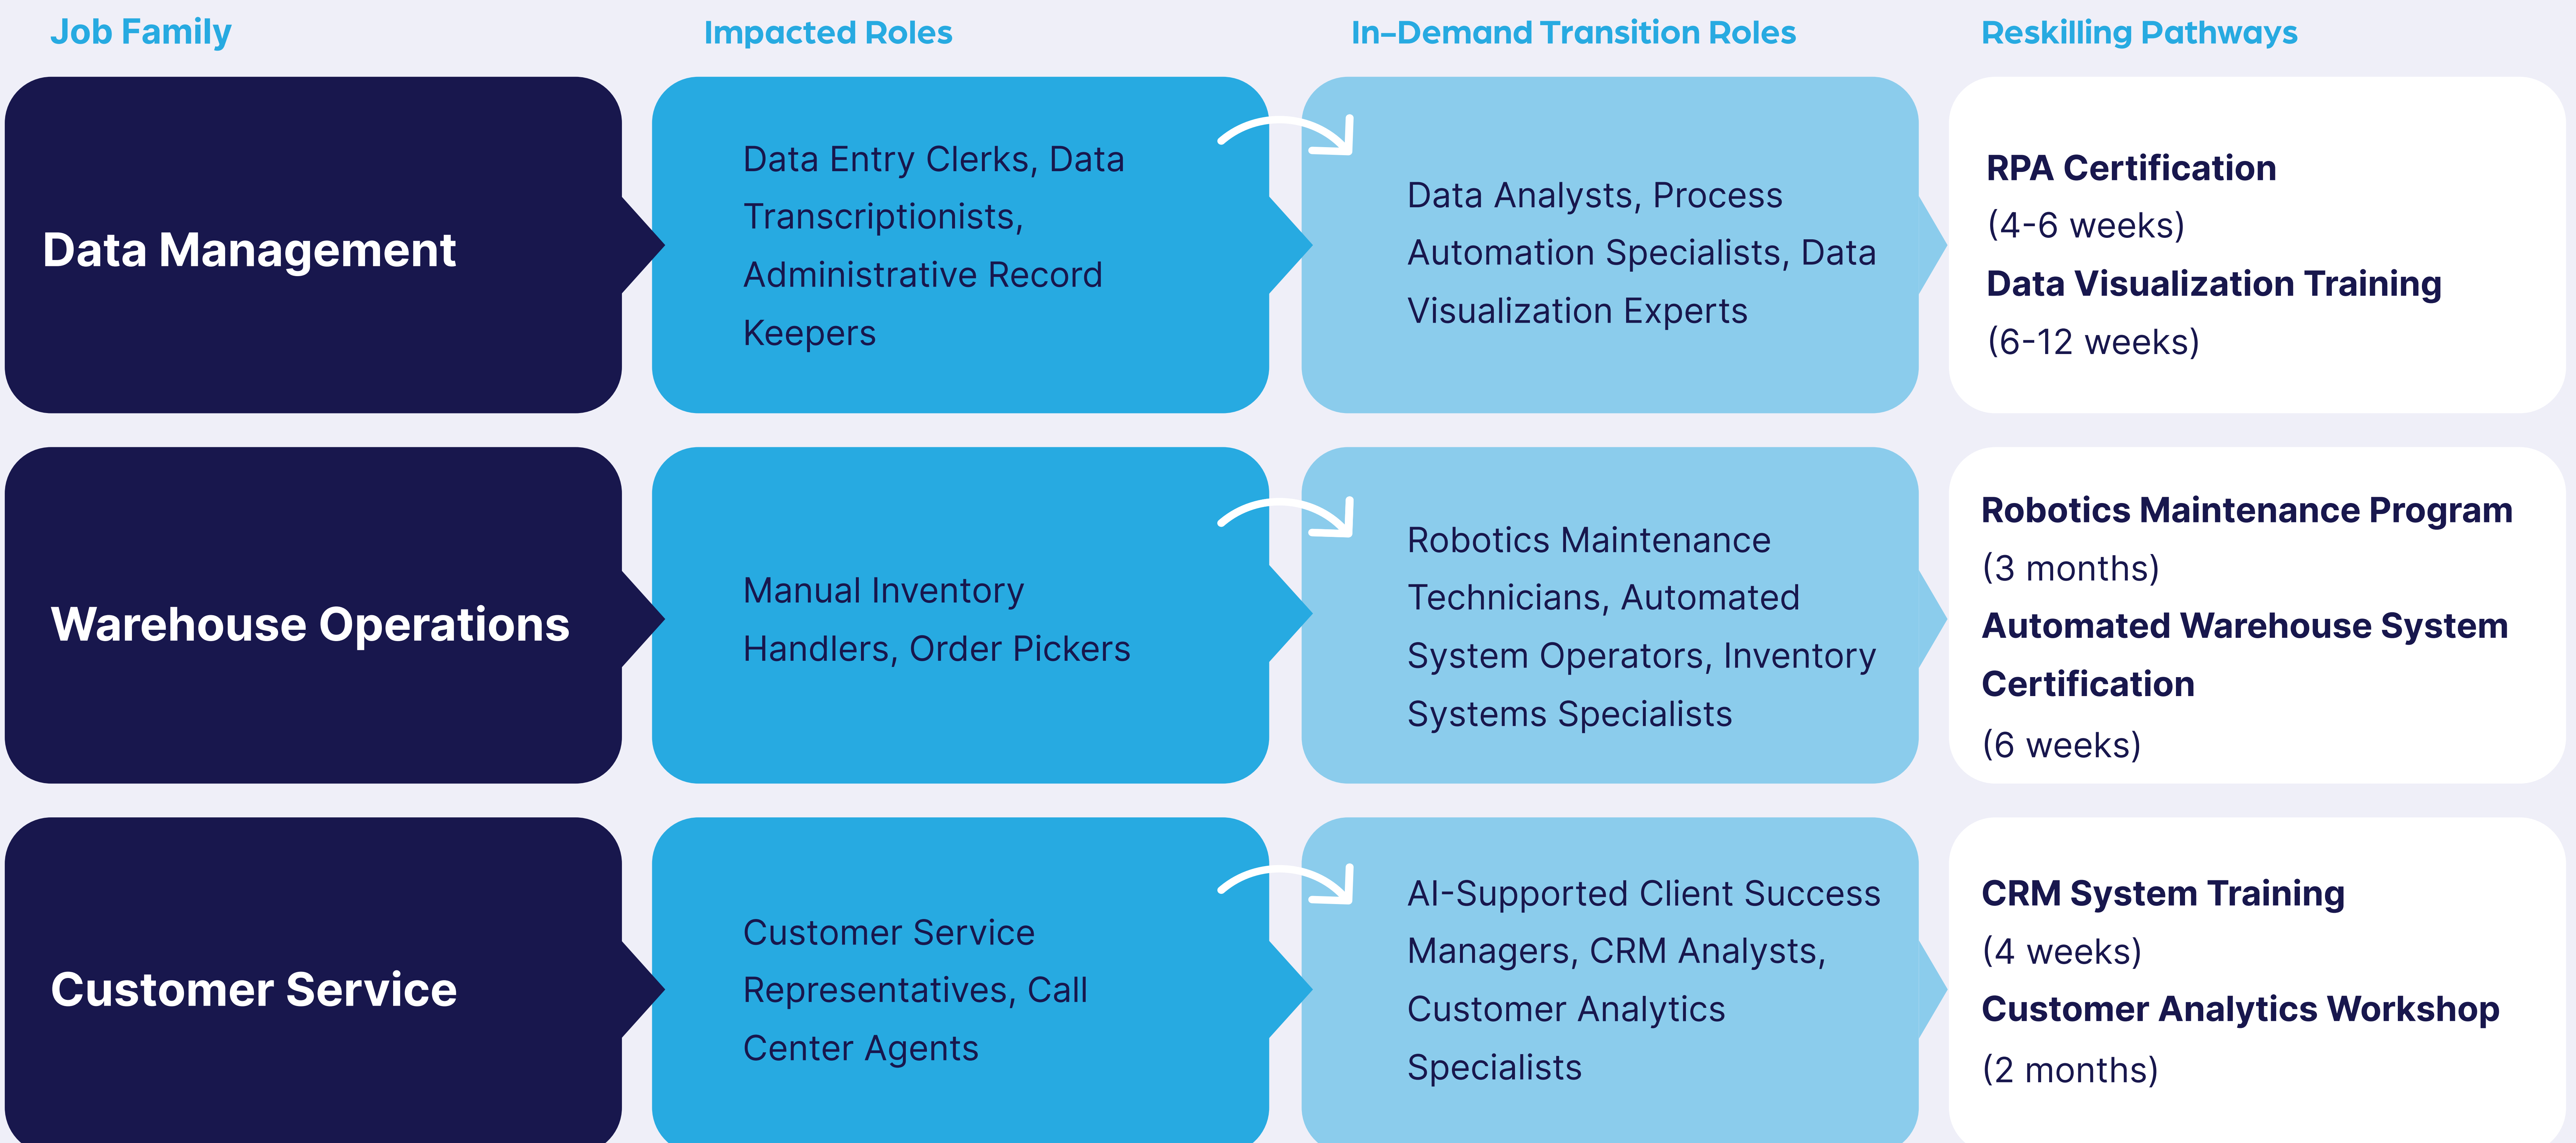 Job Family
Impacted Roles
In-Demand Transition Roles
Reskilling Pathways
Data Management
Data Entry Clerks, Data
Transcriptionists,
Administrative Record
Keepers
Data Analysts, Process
Automation Specialists, Data
Visualization Experts
RPA Certification
(4-6 weeks)
Data Visualization Training
(6-12 weeks)
Warehouse Operations
Manual Inventory
Handlers, Order Pickers
Robotics Maintenance
Technicians, Automated
System Operators, Inventory
Systems Specialists
Robotics Maintenance Program
(3 months)
Automated Warehouse System
Certification
(6 weeks)
Customer Service
Customer Service
Representatives, Call
Center Agents
AI-Supported Client Success
Managers, CRM Analysts,
Customer Analytics
Specialists
CRM System Training
(4 weeks)
Customer Analytics Workshop
(2 months)